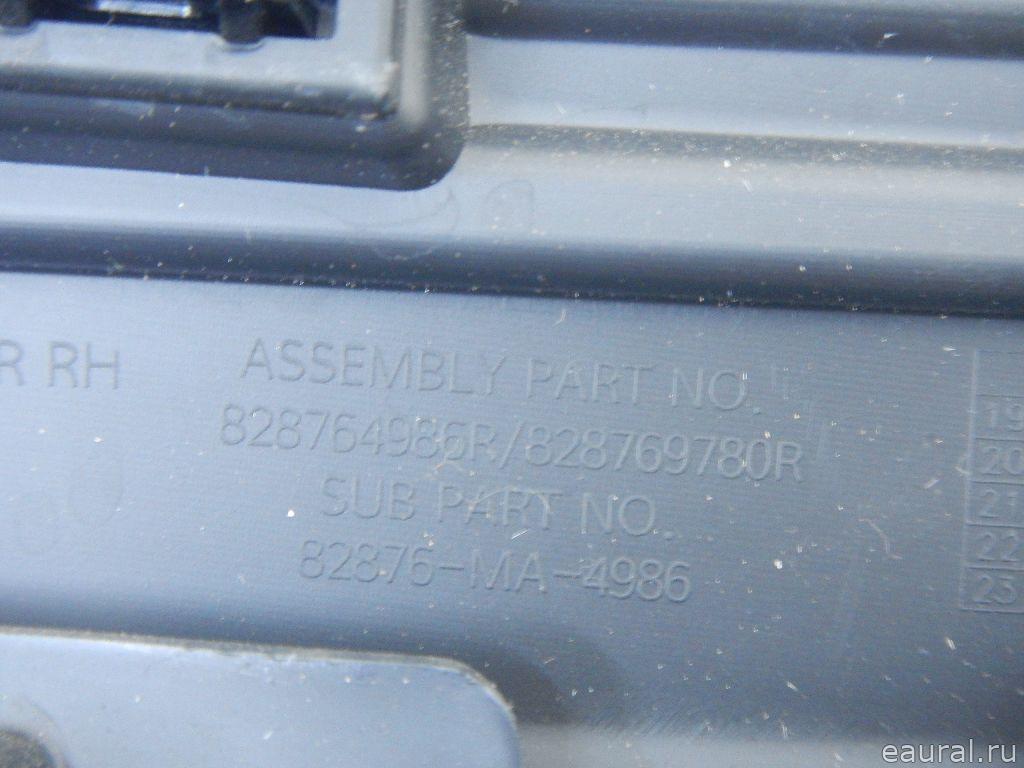 R RH
ASSEMBLY PART NO.
828764986R/828769780R
SUB PART NO.
82876-MA-4986
19
20
21
22
23
eaural.ru